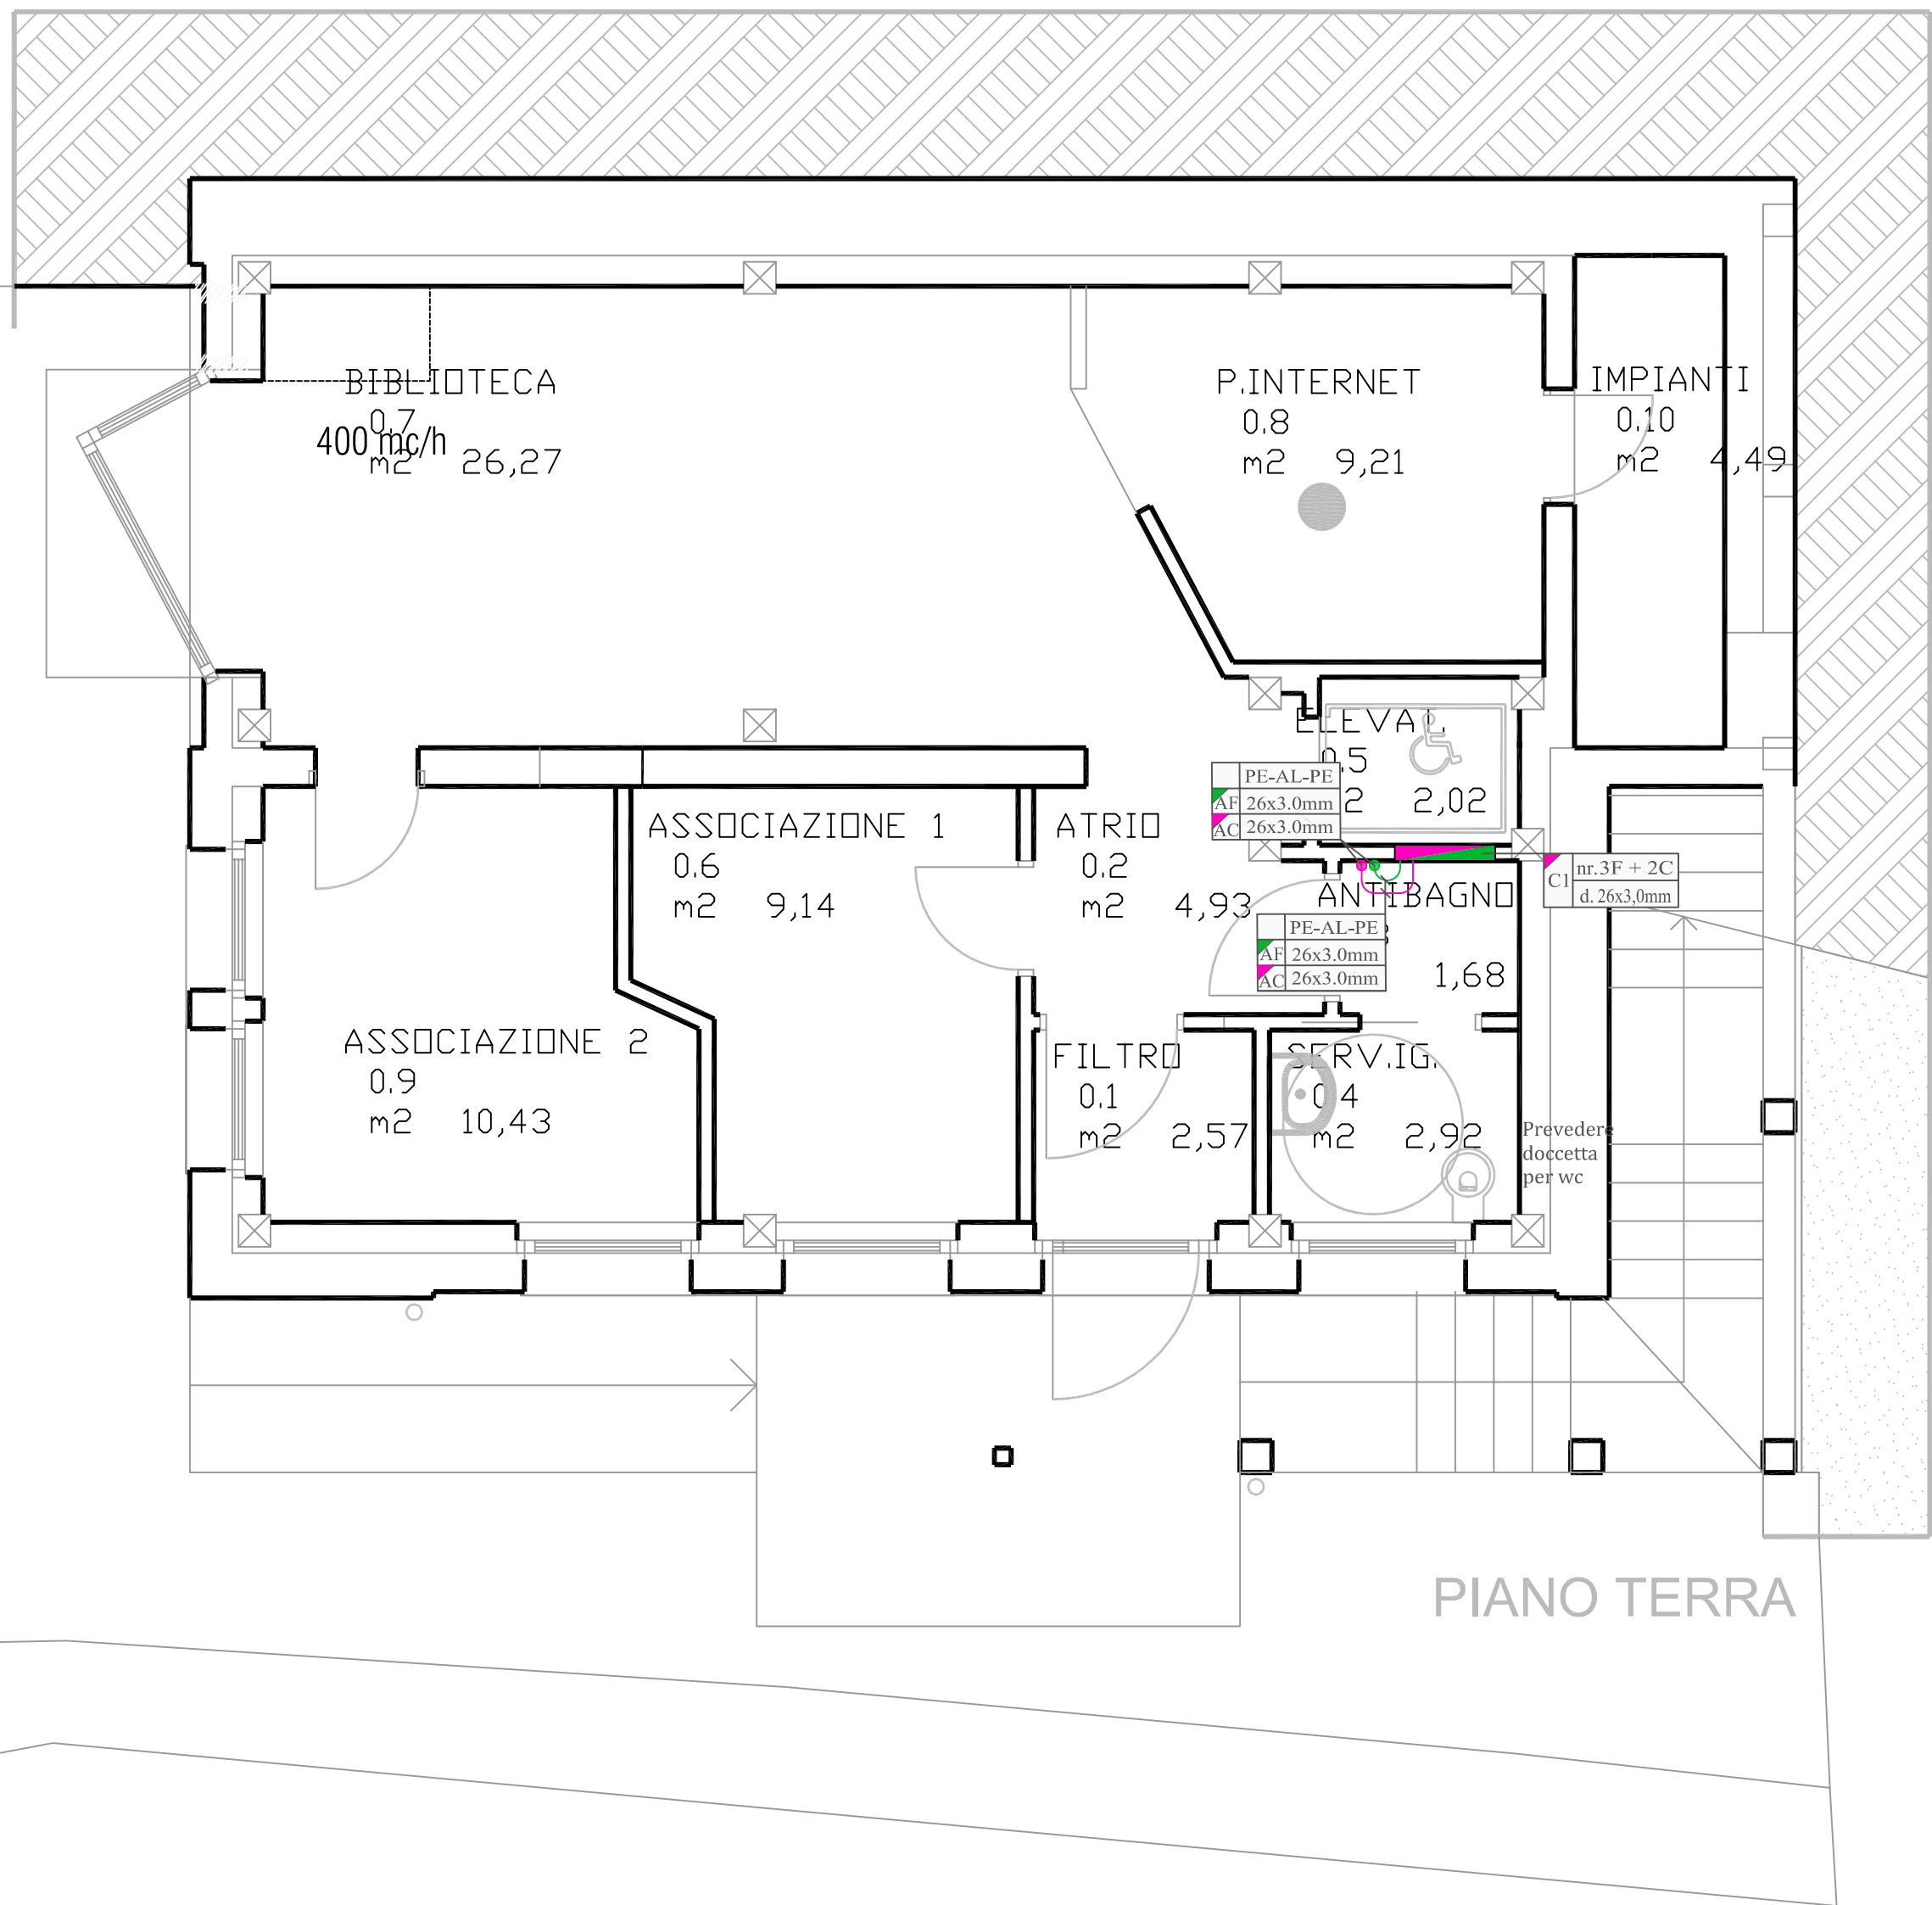 BIBLIOTECA
0.7
400 mc/h
m2 26,27
P.INTERNET
0.8
m2 9,21
IMPIANTI
0.10
m2 4,49
ELEVAT.
0.5
2 2,02
PE-AL-PE
AF 26x3.0mm
AC 26x3.0mm
ASSOCIAZIONE 1
0.6
m2 9,14
ATRIO
0.2
m2 4,93
C1 nr.3F + 2C
d. 26x3,0mm
ANTIBAGNO
1,68
PE-AL-PE
AF 26x3.0mm
AC 26x3.0mm
ASSOCIAZIONE 2
0.9
m2 10,43
FILTRO
0.1
m2 2,57
SERV.IG.
0.4
m2 2,92
Prevedere
doccetta
per wc
PIANO TERRA